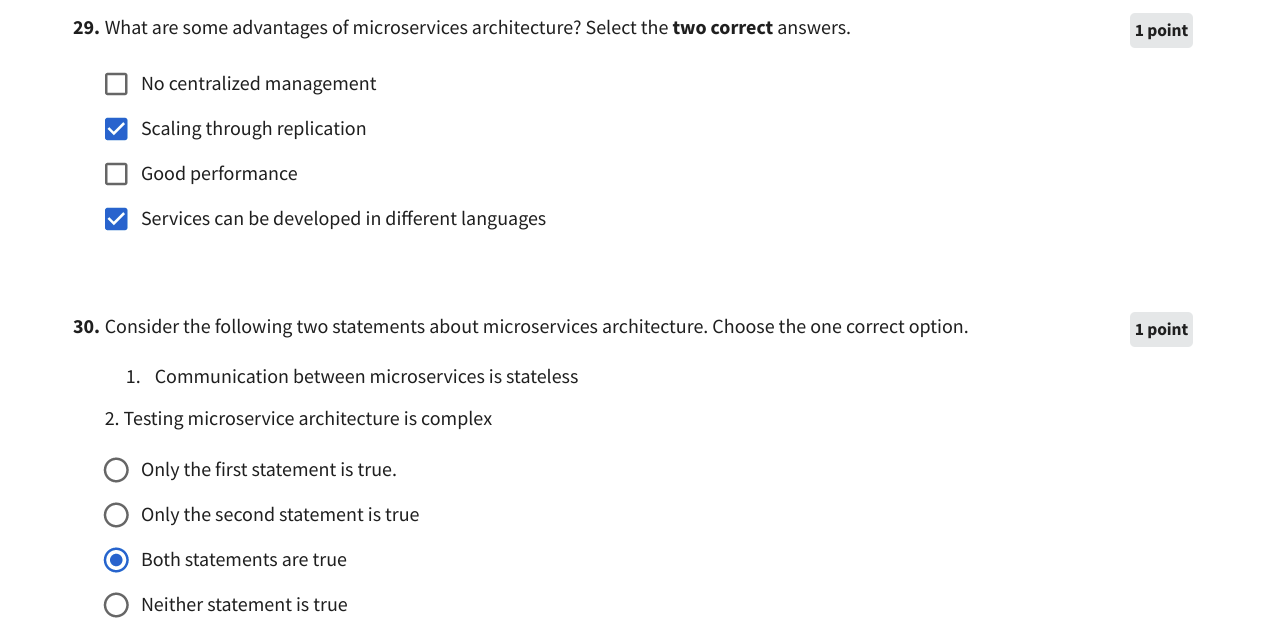 29. What are some advantages of microservices architecture? Select the two correct answers.
1 point
No centralized management
Scaling through replication
Good performance
Services can be developed in different languages
30. Consider the following two statements about microservices architecture. Choose the one correct option.
1 point
1. Communication between microservices is stateless
2. Testing microservice architecture is complex
Only the first statement is true.
Only the second statement is true
Both statements are true
Neither statement is true